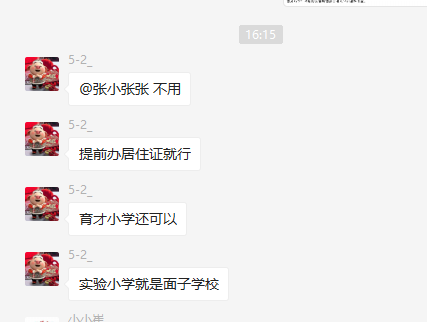 16:15
5-2_
@张小张张 不用
5-2_
提前办居住证就行
5-2_
育才小学还可以
5-2_
实验小学就是面子学校